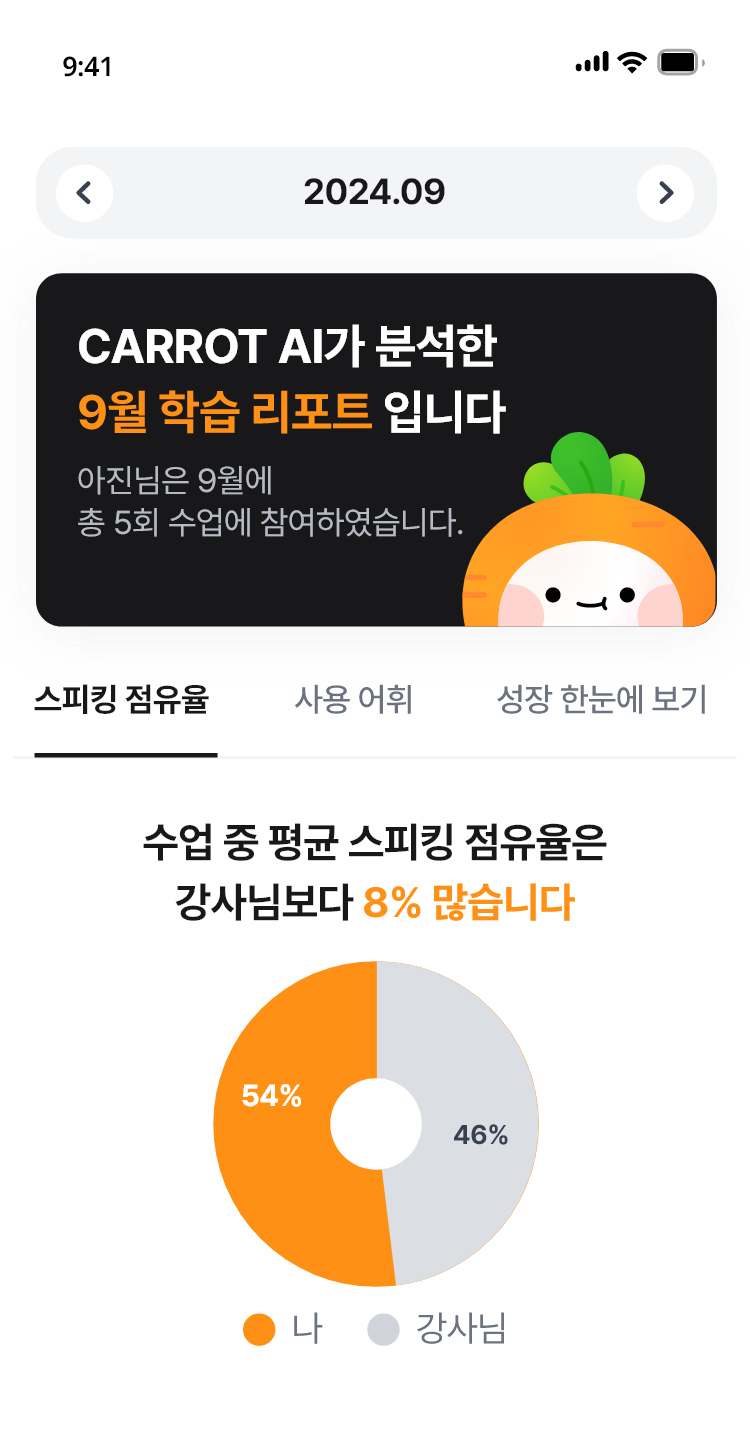 9:41
2024.09
CARROT AI가 분석한
9월 학습 리포트 입니다
아진님은 9월에
총 5회 수업에 참여하였습니다.
스피킹 점유율 사용 어휘 성장 한눈에 보기
수업 중 평균 스피킹 점유율은
강사님보다 8% 많습니다
54%
46%
나 강사님